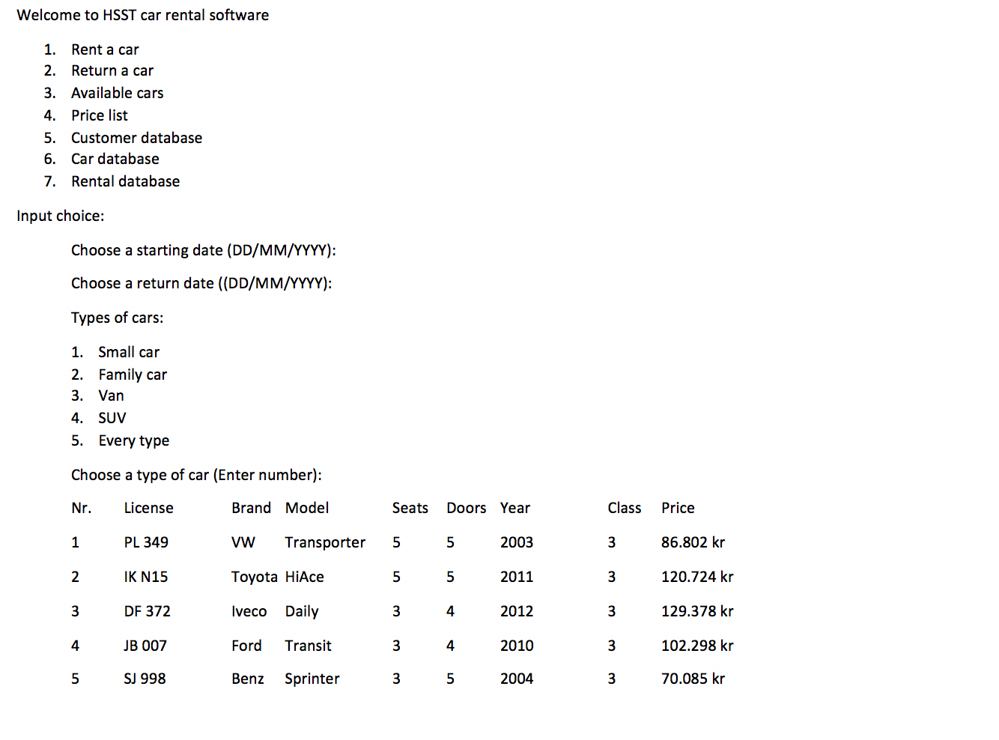 Welcome to HSST car rental software
1. Rent a car
2. Return a car
3. Available cars
4. Price list
5. Customer database
6. Car database
7. Rental database
Input choice:
Choose a starting date (DD/MM/YYYY):
Choose a return date ((DD/MM/YYYY):
Types of cars:
1. Small car
2. Family car
3. Van
4. SUV
5. Every type
Choose a type of car (Enter number):
Nr. License Brand Model Seats Doors Year Class Price
1 PL 349 VW Transporter 5 5 2003 3 86.802 kr
2 IK N15 Toyota HiAce 5 5 2011 3 120.724 kr
3 DF 372 Iveco Daily 3 4 2012 3 129.378 kr
4 JB 007 Ford Transit 3 4 2010 3 102.298 kr
5 SJ 998 Benz Sprinter 3 5 2004 3 70.085 kr